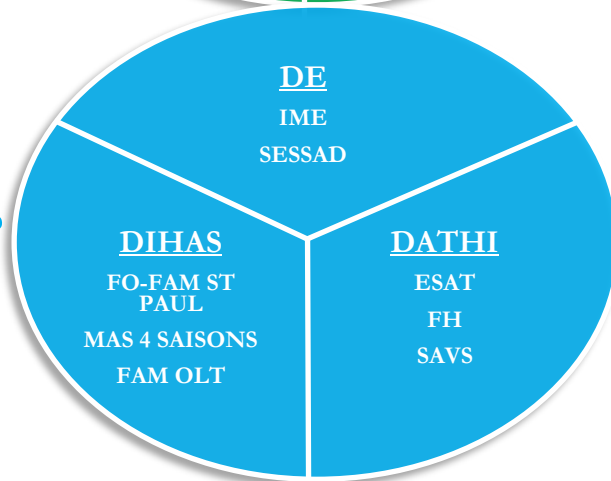 DE
IME
SESSAD
DIHAS
FO-FAM ST
PAUL
MAS 4 SAISONS
FAM OLT
DATHI
ESAT
FH
SAVS